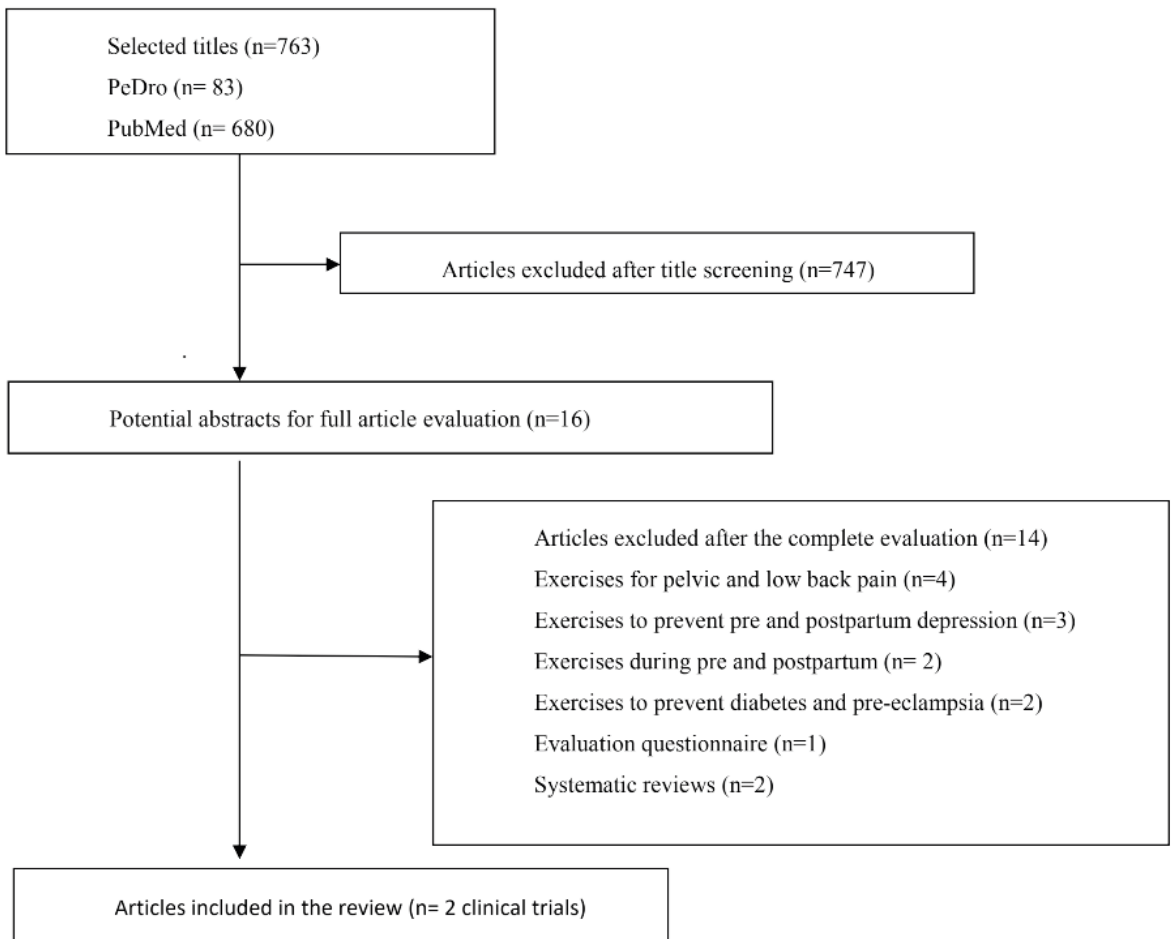 Selected titles (n=763)
PeDro (n= 83)
PubMed (n= 680)
Articles excluded after title screening (n=747)
Potential abstracts for full article evaluation (n=16)
Articles excluded after the complete evaluation (n=14)
Exercises for pelvic and low back pain (n=4)
Exercises to prevent pre and postpartum depression (n=3)
Exercises during pre and postpartum (n= 2)
Exercises to prevent diabetes and pre-eclampsia (n=2)
Evaluation questionnaire (n=1)
Systematic reviews (n=2)
Articles included in the review (n= 2 clinical trials)